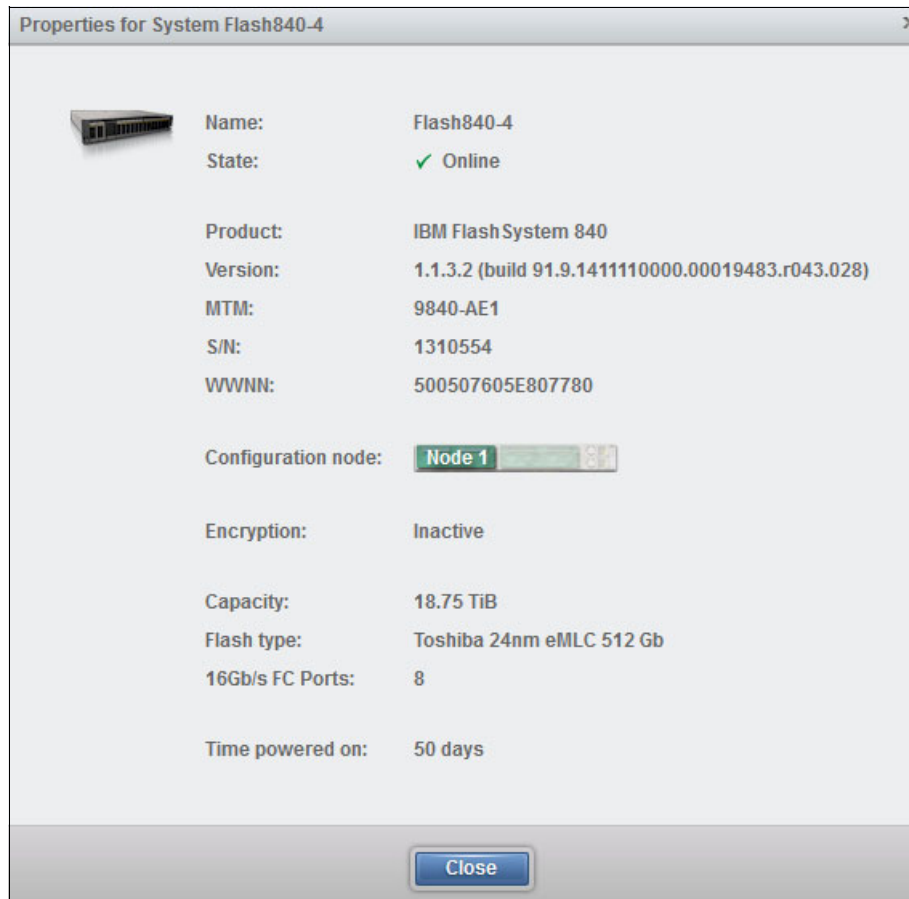 Properties for System Flash840-4
Name: Flash840-4
State: Online
Product: IBM FlashSystem 840
Version: 1.1.3.2 (build 91.9.1411110000.00019483.r043.028)
MTM: 9840-AE1
S/N: 1310554
WWNN: 500507605E807780
Configuration node: Node 1
Encryption: Inactive
Capacity: 18.75 TiB
Flash type: Toshiba 24nm eMLC 512 Gb
16Gb/s FC Ports: 8
Time powered on: 50 days
Close